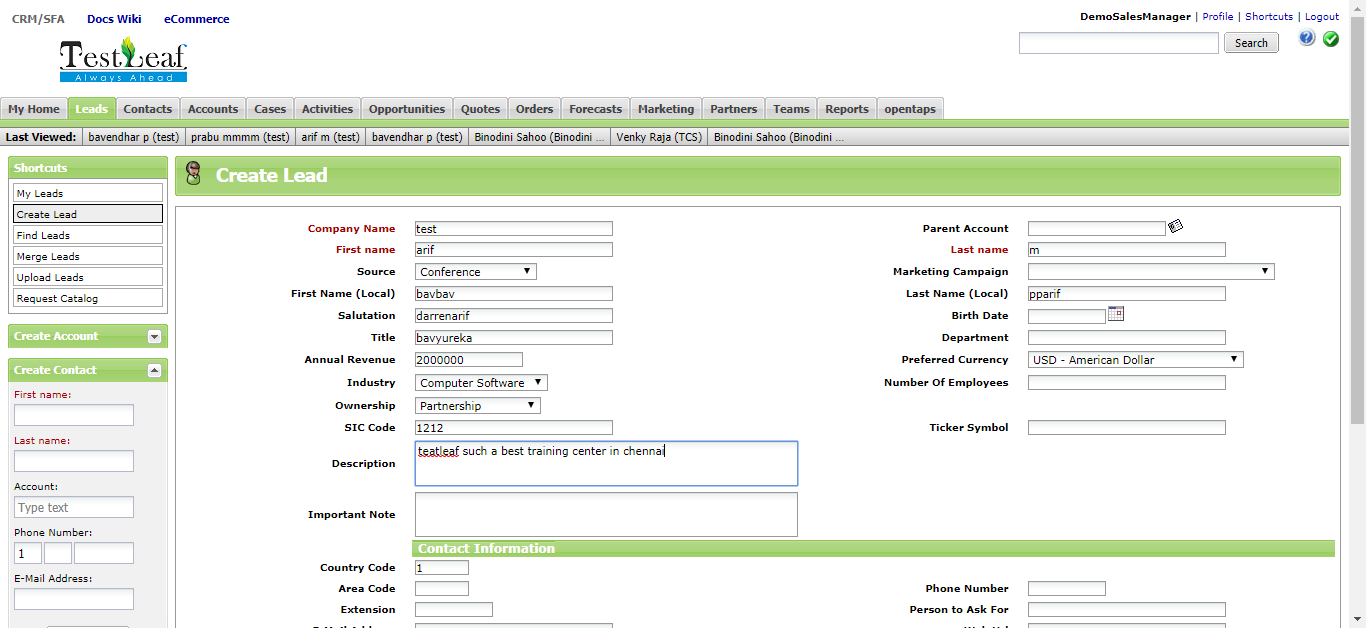 CRM/SFA Docs Wiki eCommerce
DemoSalesManager | Profile | Shortcuts | Logout
TestLeaf
Always Ahead
Search
My Home Leads Contacts Accounts Cases Activities Opportunities Quotes Orders Forecasts Marketing Partners Teams Reports opentaps
Last Viewed: bavendhar p (test) prabu mmmm (test) arif m (test) bavendhar p (test) Binodini Sahoo (Binodini ... Venky Raja (TCS) Binodini Sahoo (Binodini ...
Shortcuts
My Leads
Create Lead
Find Leads
Merge Leads
Upload Leads
Request Catalog
Create Account
Create Contact
First name:
Last name:
Account:
Type text
Phone Number:
1
E-Mail Address:
Create Lead
Company Name test Parent Account
First name arif Last name m
Source Conference Marketing Campaign
First Name (Local) bavbav Last Name (Local) pparif
Salutation darrenarif Birth Date
Title bavyureka Department
Annual Revenue 2000000 Preferred Currency USD - American Dollar
Industry Computer Software Number Of Employees
Ownership Partnership
SIC Code 1212 Ticker Symbol
Description teatleaf such a best training center in chennai
Important Note
Contact Information
Country Code 1
Area Code Phone Number
Extension Person to Ask For